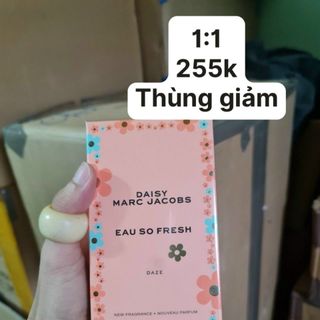 1:1
255k
Thùng giảm
DAISY
MARC JACOBS
EAU SO FRESH
DAZE
NEW FRAGRANCE • NOUVEAU PARFUM